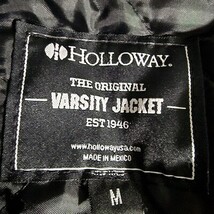 HOLLOWAY
THE ORIGINAL
VARSITY JACKET
EST 1946
www.hollowayusa.com
MADE IN MEXICO
M